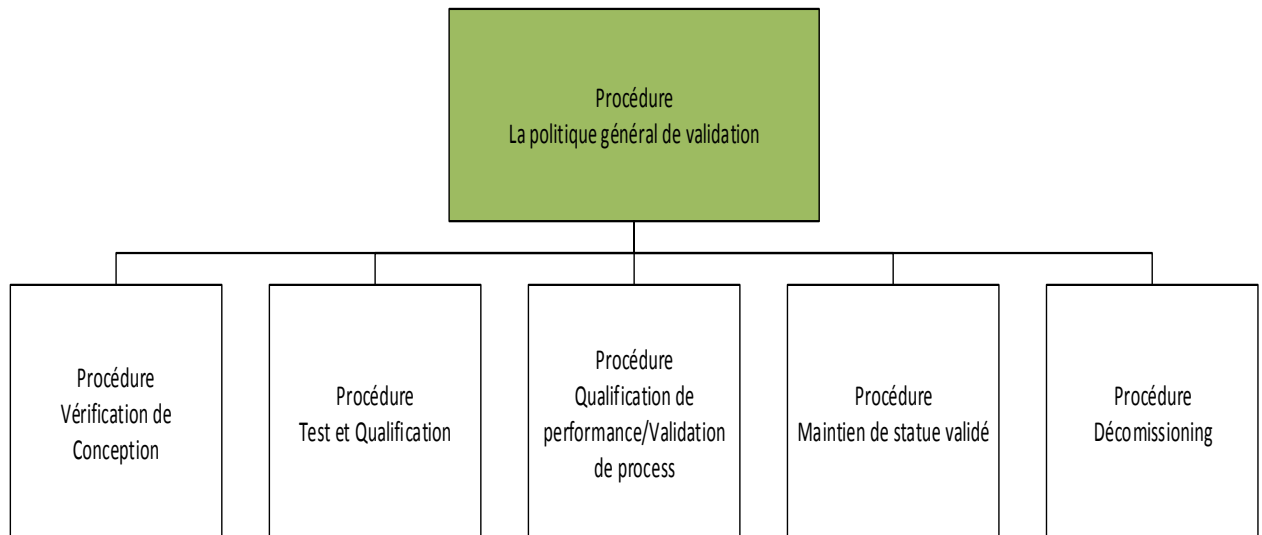 Procédure
La politique général de validation
Procédure
Vérification de
Conception
Procédure
Test et Qualification
Procédure
Qualification de
performance/Validation
de process
Procédure
Maintien de statue validé
Procédure
Décomissioning